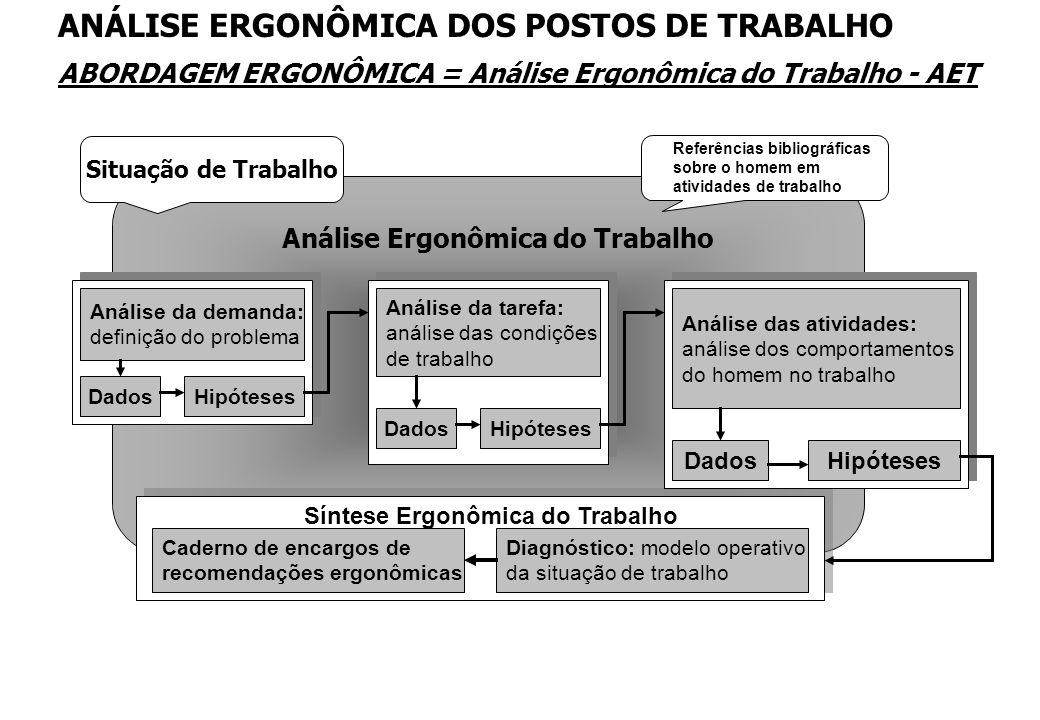 ANÁLISE ERGONÔMICA DOS POSTOS DE TRABALHO
ABORDAGEM ERGONÔMICA = Análise Ergonômica do Trabalho - AET
Situação de Trabalho
Referências bibliográficas
sobre o homem em
atividades de trabalho
Análise Ergonômica do Trabalho
Análise da demanda:
definição do problema
Dados
Hipóteses
Análise da tarefa:
análise das condições
de trabalho
Dados
Hipóteses
Análise das atividades:
análise dos comportamentos
do homem no trabalho
Dados
Hipóteses
Síntese Ergonômica do Trabalho
Caderno de encargos de
recomendações ergonômicas
Diagnóstico: modelo operativo
da situação de trabalho